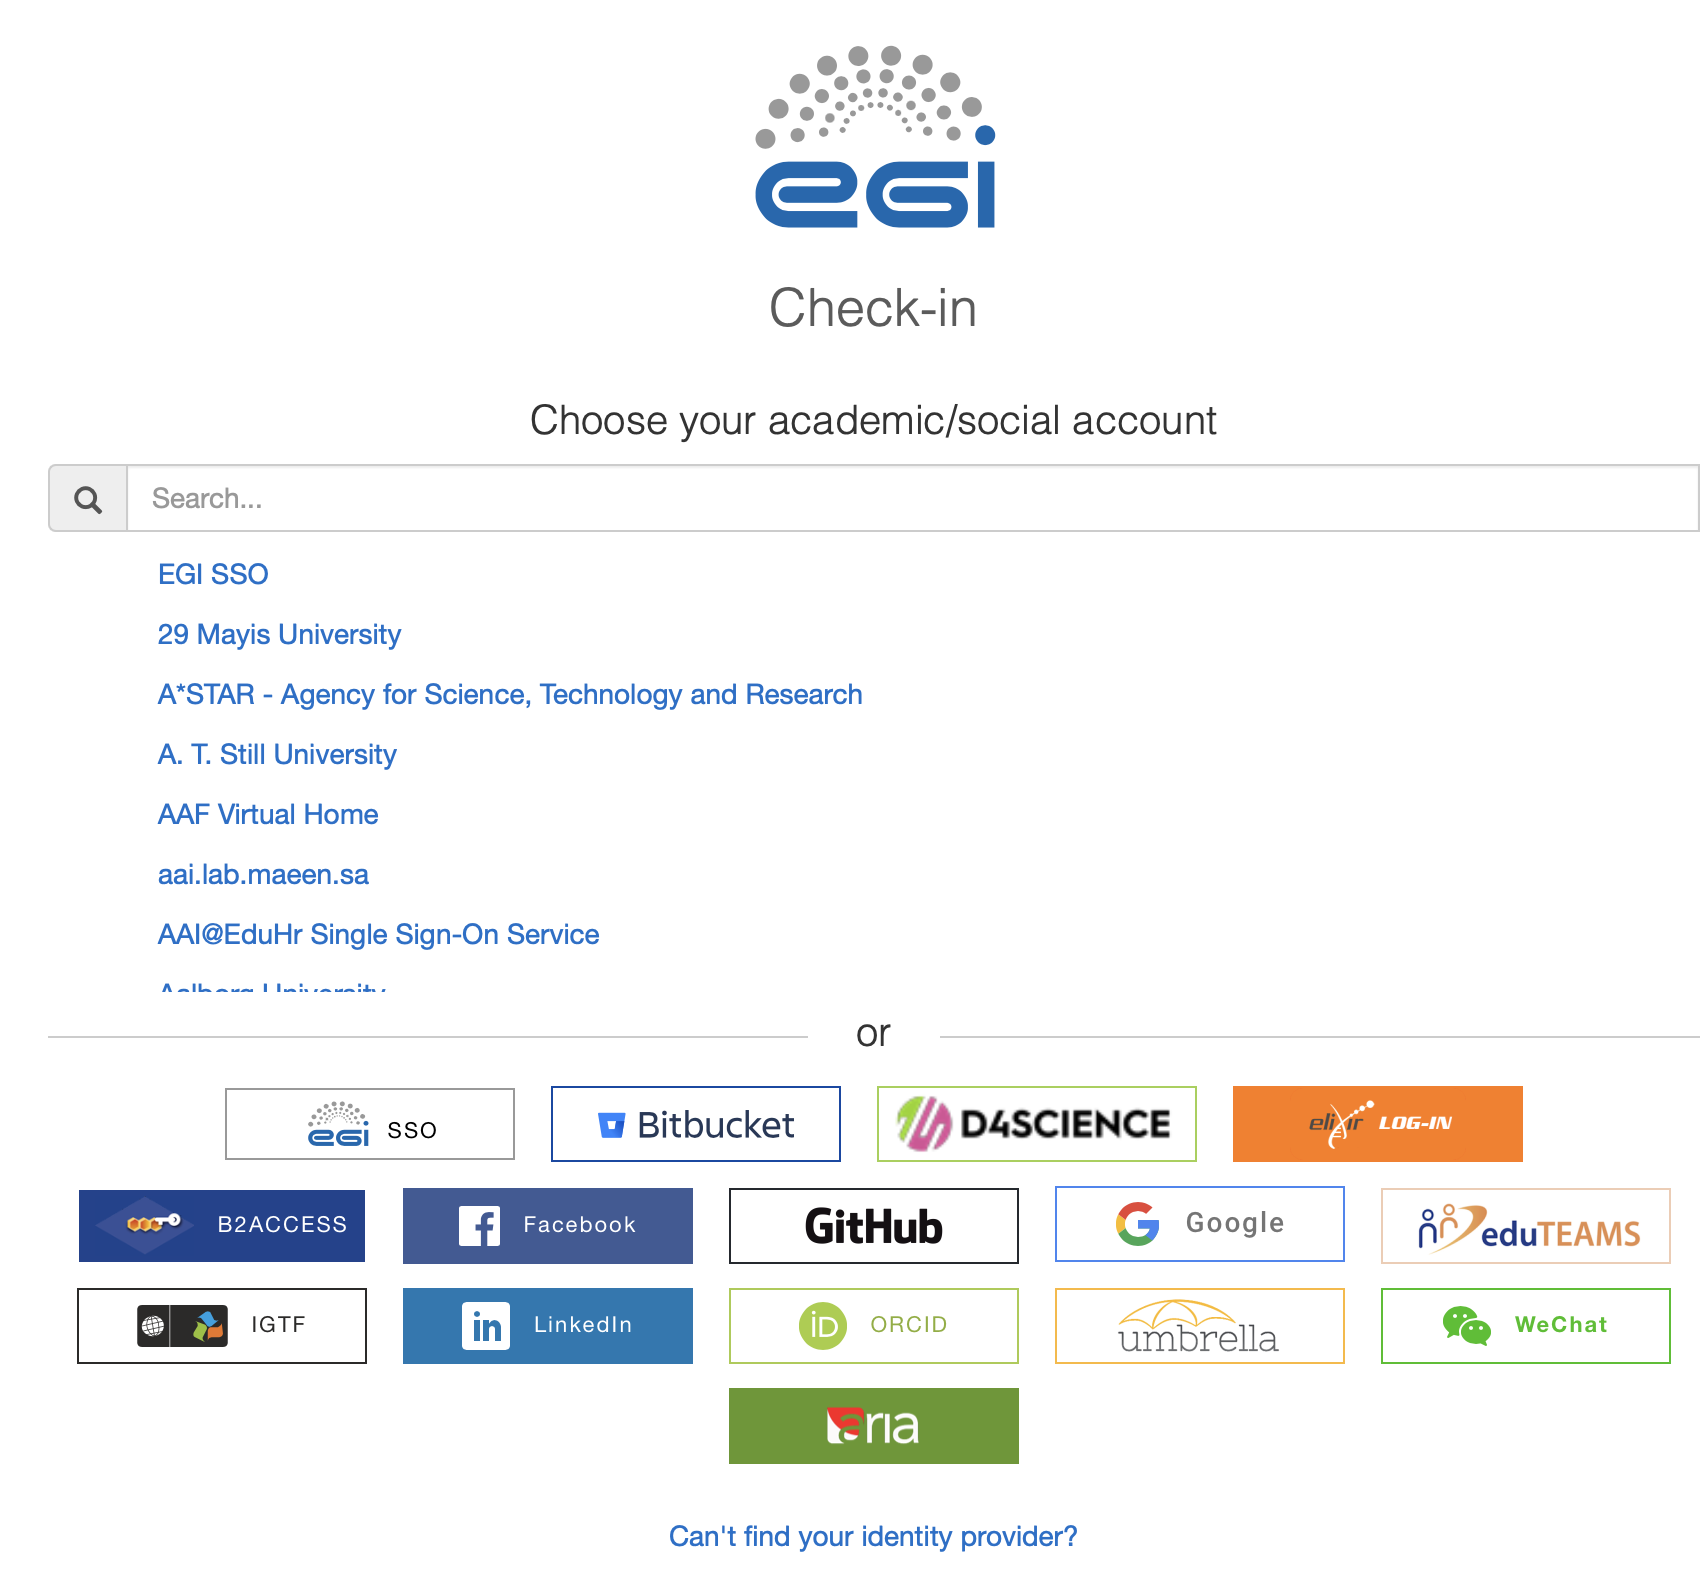 egi
Check-in
Choose your academic/social account
Search...
EGI SSO
29 Mayis University
A*STAR - Agency for Science, Technology and Research
A. T. Still University
AAF Virtual Home
aai.lab.maeen.sa
AAI@EduHr Single Sign-On Service
Aalborg University
or
egi SSO Bitbucket D4SCIENCE elixir LOG-IN
B2ACCESS Facebook GitHub Google eduTEAMS
IGTF LinkedIn ORCID umbrella WeChat
aria
Can't find your identity provider?